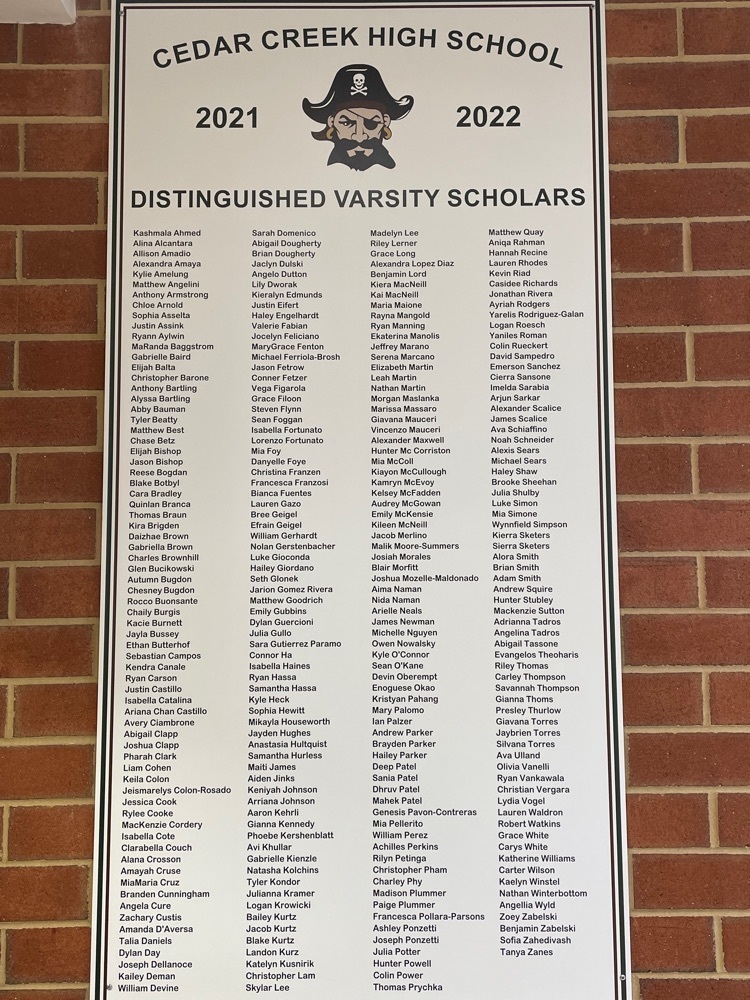 CEDAR CREEK HIGH SCHOOL
2021 2022
DISTINGUISHED VARSITY SCHOLARS
Kashmala Ahmed
Alina Alcantara
Allison Amadio
Alexandra Amaya
Kylie Amelung
Matthew Angelini
Anthony Armstrong
Chloe Arnold
Sophia Asselta
Justin Assink
Ryann Aylwin
MaRanda Baggstrom
Gabrielle Baird
Elijah Balta
Christopher Barone
Anthony Bartling
Alyssa Bartling
Abby Bauman
Tyler Beatty
Matthew Best
Chase Betz
Elijah Bishop
Jason Bishop
Reese Bogdan
Blake Botbyl
Cara Bradley
Quinlan Branca
Thomas Braun
Kira Brigden
Daizhae Brown
Gabriella Brown
Charles Brownhill
Glen Bucikowski
Autumn Bugdon
Chesney Bugdon
Rocco Buonsante
Chaily Burgis
Kacie Burnett
Jayla Bussey
Ethan Butterhof
Sebastian Campos
Kendra Canale
Ryan Carson
Justin Castillo
Isabella Catalina
Ariana Chan Castillo
Avery Ciambrone
Abigail Clapp
Joshua Clapp
Pharah Clark
Liam Cohen
Keila Colon
Jeismarelys Colon-Rosado
Jessica Cook
Rylee Cooke
MacKenzie Cordery
Isabella Cote
Clarabella Couch
Alana Crosson
Amayah Cruse
MiaMaria Cruz
Branden Cunningham
Angela Cure
Zachary Custis
Amanda D'Aversa
Talia Daniels
Dylan Day
Joseph Dellanoce
Kailey Deman
William Devine
Sarah Domenico
Abigail Dougherty
Brian Dougherty
Jaclyn Dulski
Angelo Dutton
Lily Dworak
Kieralyn Edmunds
Justin Eifert
Haley Engelhardt
Valerie Fabian
Jocelyn Feliciano
MaryGrace Fenton
Michael Ferriola-Brosh
Jason Fetrow
Conner Fetzer
Vega Figarola
Grace Filoon
Steven Flynn
Sean Foggan
Isabella Fortunato
Lorenzo Fortunato
Mia Foy
Danyelle Foye
Christina Franzen
Francesca Franzosi
Bianca Fuentes
Lauren Gazo
Bree Geigel
Efrain Geigel
William Gerhardt
Nolan Gerstenbacher
Luke Gioconda
Hailey Giordano
Seth Glonek
Jarion Gomez Rivera
Matthew Goodrich
Emily Gubbins
Dylan Guercioni
Julia Gullo
Sara Gutierrez Paramo
Connor Ha
Isabella Haines
Ryan Hassa
Samantha Hassa
Kyle Heck
Sophia Hewitt
Mikayla Houseworth
Jayden Hughes
Anastasia Hultquist
Samantha Hurless
Maiti James
Aiden Jinks
Keniyah Johnson
Arriana Johnson
Aaron Kehrli
Gianna Kennedy
Phoebe Kershenblatt
Avi Khullar
Gabrielle Kienzle
Natasha Kolchins
Tyler Kondor
Julianna Kramer
Logan Krowicki
Bailey Kurtz
Jacob Kurtz
Blake Kurtz
Landon Kurz
Katelyn Kusnirik
Christopher Lam
Skylar Lee
Madelyn Lee
Riley Lerner
Grace Long
Alexandra Lopez Diaz
Benjamin Lord
Kiera MacNeill
Kai MacNeill
Maria Maione
Rayna Mangold
Ryan Manning
Ekaterina Manolis
Jeffrey Marano
Serena Marcano
Elizabeth Martin
Leah Martin
Nathan Martin
Morgan Maslanka
Marissa Massaro
Giavana Mauceri
Vincenzo Mauceri
Alexander Maxwell
Hunter Mc Corriston
Mia McColl
Kiayon McCullough
Kamryn McEvoy
Kelsey McFadden
Audrey McGowan
Emily McKensie
Kileen McNeill
Jacob Merlino
Malik Moore-Summers
Josiah Morales
Blair Morfitt
Joshua Mozelle-Maldonado
Aima Naman
Nida Naman
Arielle Neals
James Newman
Michelle Nguyen
Owen Nowalsky
Kyle O'Connor
Sean O'Kane
Devin Oberempt
Enoguese Okao
Kristyan Pahang
Mary Palomo
Ian Palzer
Andrew Parker
Brayden Parker
Hailey Parker
Deep Patel
Sania Patel
Dhruv Patel
Mahek Patel
Genesis Pavon-Contreras
Mia Pellerito
William Perez
Achilles Perkins
Rilyn Petinga
Christopher Pham
Charley Phy
Madison Plummer
Paige Plummer
Francesca Pollara-Parsons
Ashley Ponzetti
Joseph Ponzetti
Julia Potter
Hunter Powell
Colin Power
Thomas Prychka
Matthew Quay
Aniqa Rahman
Hannah Recine
Lauren Rhodes
Kevin Riad
Casidee Richards
Jonathan Rivera
Ayriah Rodgers
Yarelis Rodriguez-Galan
Logan Roesch
Yaniles Roman
Colin Rueckert
David Sampedro
Emerson Sanchez
Cierra Sansone
Imelda Sarabia
Arjun Sarkar
Alexander Scalice
James Scalice
Ava Schiaffino
Noah Schneider
Alexis Sears
Michael Sears
Haley Shaw
Brooke Sheehan
Julia Shulby
Luke Simon
Mia Simone
Wynnfield Simpson
Kierra Sketers
Sierra Sketers
Alora Smith
Brian Smith
Adam Smith
Andrew Squire
Hunter Stubley
Mackenzie Sutton
Adrianna Tadros
Angelina Tadros
Abigail Tassone
Evangelos Theoharis
Riley Thomas
Carley Thompson
Savannah Thompson
Gianna Thoms
Presley Thurlow
Giavana Torres
Jaybrien Torres
Silvana Torres
Ava Ulland
Olivia Vanelli
Ryan Vankawala
Christian Vergara
Lydia Vogel
Lauren Waldron
Robert Watkins
Grace White
Carys White
Katherine Williams
Carter Wilson
Kaelyn Winstel
Nathan Winterbottom
Angellia Wyld
Zoey Zabelski
Benjamin Zabelski
Sofia Zahedivash
Tanya Zanes